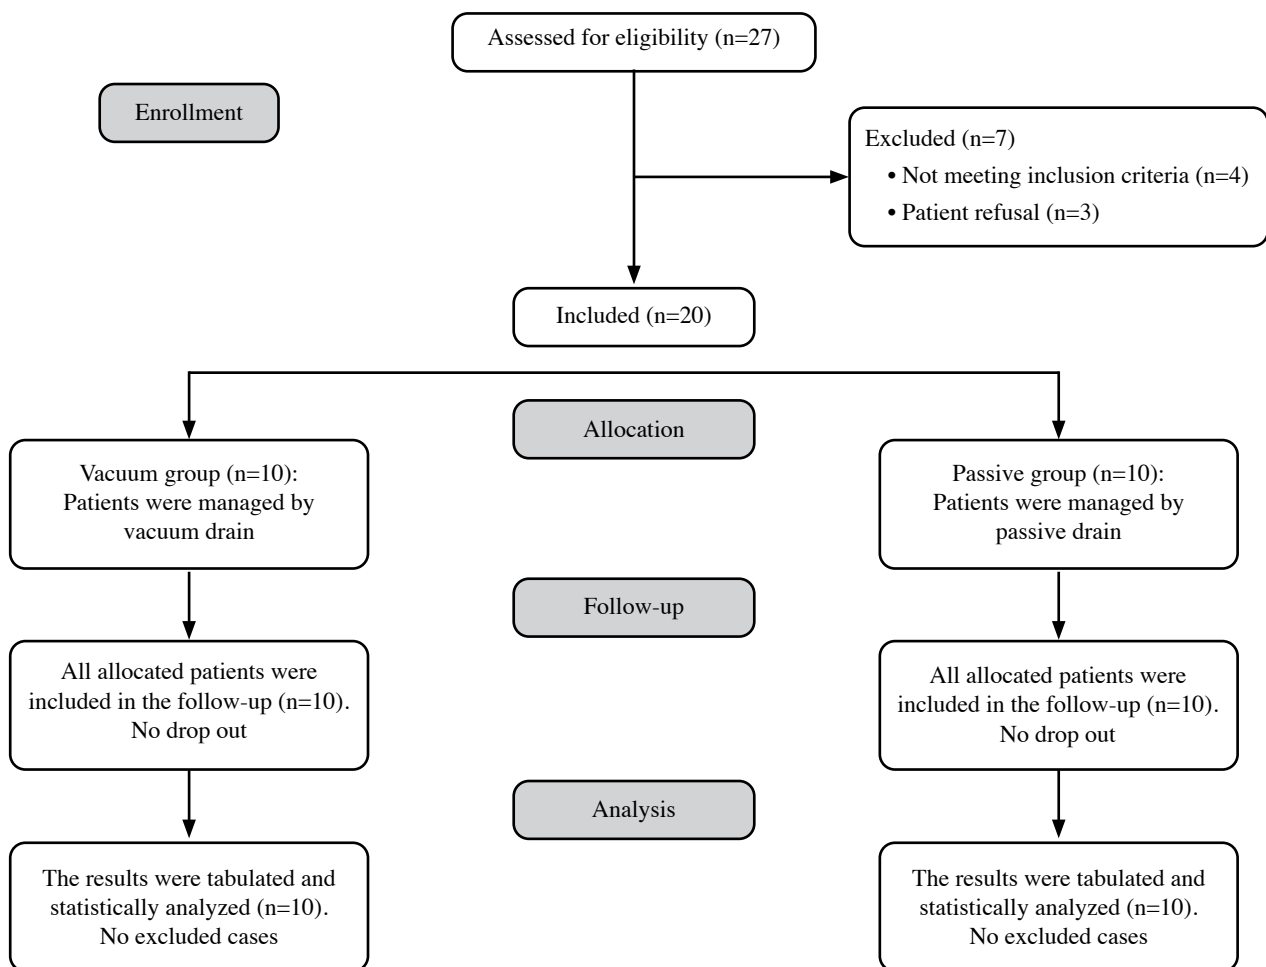 Assessed for eligibility (n=27)
Enrollment
Excluded (n=7)
• Not meeting inclusion criteria (n=4)
• Patient refusal (n=3)
Included (n=20)
Allocation
Vacuum group (n=10):
Patients were managed by
vacuum drain
Passive group (n=10):
Patients were managed by
passive drain
Follow-up
All allocated patients were
included in the follow-up (n=10).
No drop out
All allocated patients were
included in the follow-up (n=10).
No drop out
Analysis
The results were tabulated and
statistically analyzed (n=10).
No excluded cases
The results were tabulated and
statistically analyzed (n=10).
No excluded cases